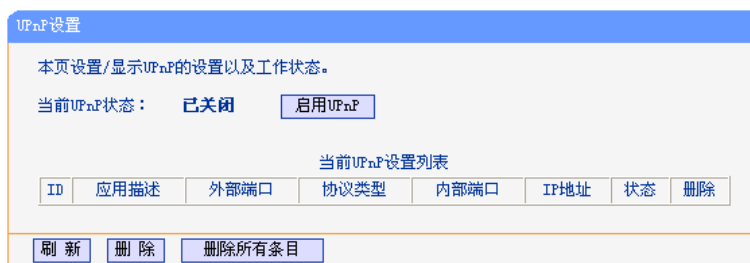 UPnP设置
本页设置/显示UPnP的设置以及工作状态。
当前UPnP状态： 已关闭 启用UPnP
当前UPnP设置列表
ID 应用描述 外部端口 协议类型 内部端口 IP地址 状态 删除
刷 新 删 除 删除所有条目